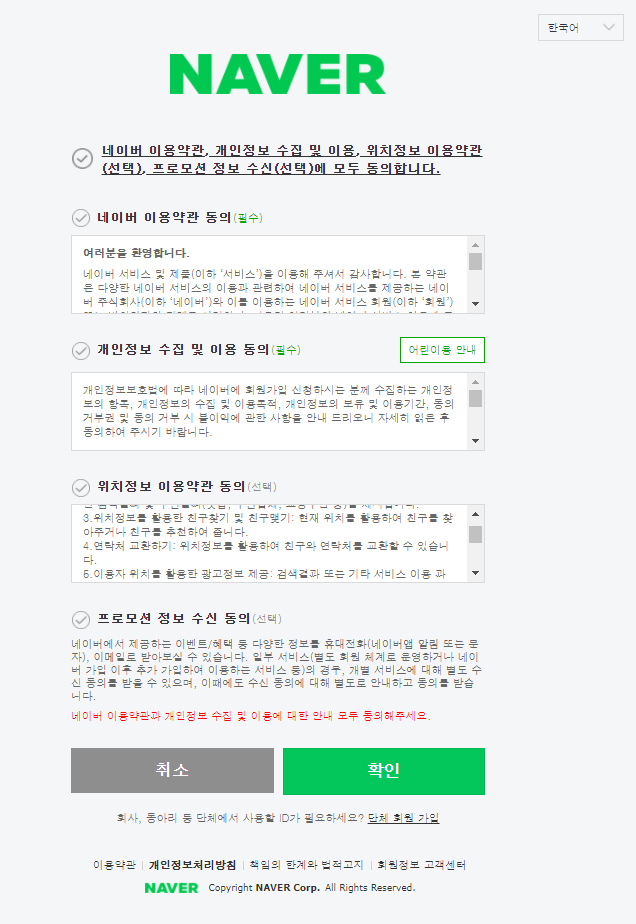 한국어
NAVER
네이버 이용약관, 개인정보 수집 및 이용, 위치정보 이용약관
(선택), 프로모션 정보 수신(선택)에 모두 동의합니다.
네이버 이용약관 동의(필수)
여러분을 환영합니다.
네이버 서비스 및 제품(이하 ‘서비스’)을 이용해 주셔서 감사합니다. 본 약관
은 다양한 네이버 서비스의 이용과 관련하여 네이버 서비스를 제공하는 네이
버 주식회사(이하 ‘네이버’)와 이를 이용하는 네이버 서비스 회원(이하 ‘회원’)
개인정보 수집 및 이용 동의(필수)
어린이용 안내
개인정보보호법에 따라 네이버에 회원가입 신청하시는 분께 수집하는 개인정
보의 항목, 개인정보의 수집 및 이용목적, 개인정보의 보유 및 이용기간, 동의
거부권 및 동의 거부 시 불이익에 관한 사항을 안내 드리오니 자세히 읽은 후
동의하여 주시기 바랍니다.
위치정보 이용약관 동의(선택)
3.위치정보를 활용한 친구찾기 및 친구맺기: 현재 위치를 활용하여 친구를 찾
아주거나 친구를 추천하여 줍니다.
4.연락처 교환하기: 위치정보를 활용하여 친구와 연락처를 교환할 수 있습니
다.
5.이용자 위치를 활용한 광고정보 제공: 검색결과 또는 기타 서비스 이용 과
프로모션 정보 수신 동의(선택)
네이버에서 제공하는 이벤트/혜택 등 다양한 정보를 휴대전화(네이버앱 알림 또는 문
자), 이메일로 받아보실 수 있습니다. 일부 서비스(별도 회원 체계로 운영하거나 네이
버 가입 이후 추가 가입하여 이용하는 서비스 등)의 경우, 개별 서비스에 대해 별도 수
신 동의를 받을 수 있으며, 이때에도 수신 동의에 대해 별도로 안내하고 동의를 받습
니다.
네이버 이용약관과 개인정보 수집 및 이용에 대한 안내 모두 동의해주세요.
취소
확인
회사, 동아리 등 단체에서 사용할 ID가 필요하세요? 단체 회원 가입
이용약관 | 개인정보처리방침 | 책임의 한계와 법적고지 | 회원정보 고객센터
NAVER Copyright NAVER Corp. All Rights Reserved.